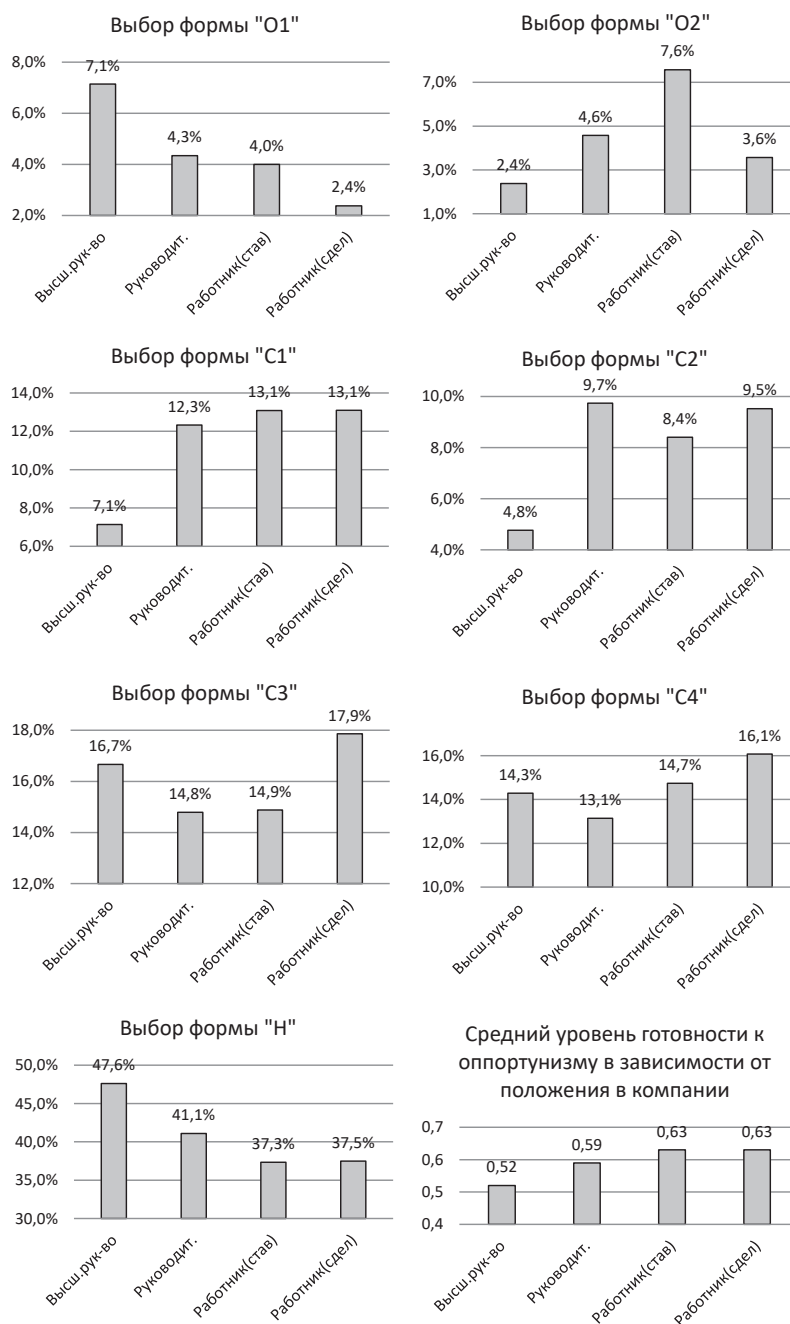 Выбор формы "О1"
8,0%
6,0%
4,0%
2,0%
7,1%
4,3%
4,0%
2,4%
Высш.рук-во
Руководит.
Работник(став)
Работник(сдел)
Выбор формы "О2"
7,0%
5,0%
3,0%
1,0%
2,4%
4,6%
7,6%
3,6%
Высш.рук-во
Руководит.
Работник(став)
Работник(сдел)
Выбор формы "С1"
14,0%
12,0%
10,0%
8,0%
6,0%
7,1%
12,3%
13,1%
13,1%
Высш.рук-во
Руководит.
Работник(став)
Работник(сдел)
Выбор формы "С2"
10,0%
8,0%
6,0%
4,0%
4,8%
9,7%
8,4%
9,5%
Высш.рук-во
Руководит.
Работник(став)
Работник(сдел)
Выбор формы "С3"
18,0%
16,0%
14,0%
12,0%
16,7%
14,8%
14,9%
17,9%
Высш.рук-во
Руководит.
Работник(став)
Работник(сдел)
Выбор формы "С4"
16,0%
14,0%
12,0%
10,0%
14,3%
13,1%
14,7%
16,1%
Высш.рук-во
Руководит.
Работник(став)
Работник(сдел)
Выбор формы "Н"
50,0%
45,0%
40,0%
35,0%
30,0%
47,6%
41,1%
37,3%
37,5%
Высш.рук-во
Руководит.
Работник(став)
Работник(сдел)
Средний уровень готовности к
оппортунизму в зависимости от
положения в компании
0,7
0,6
0,5
0,4
0,52
0,59
0,63
0,63
Высш.рук-во
Руководит.
Работник(став)
Работник(сдел)